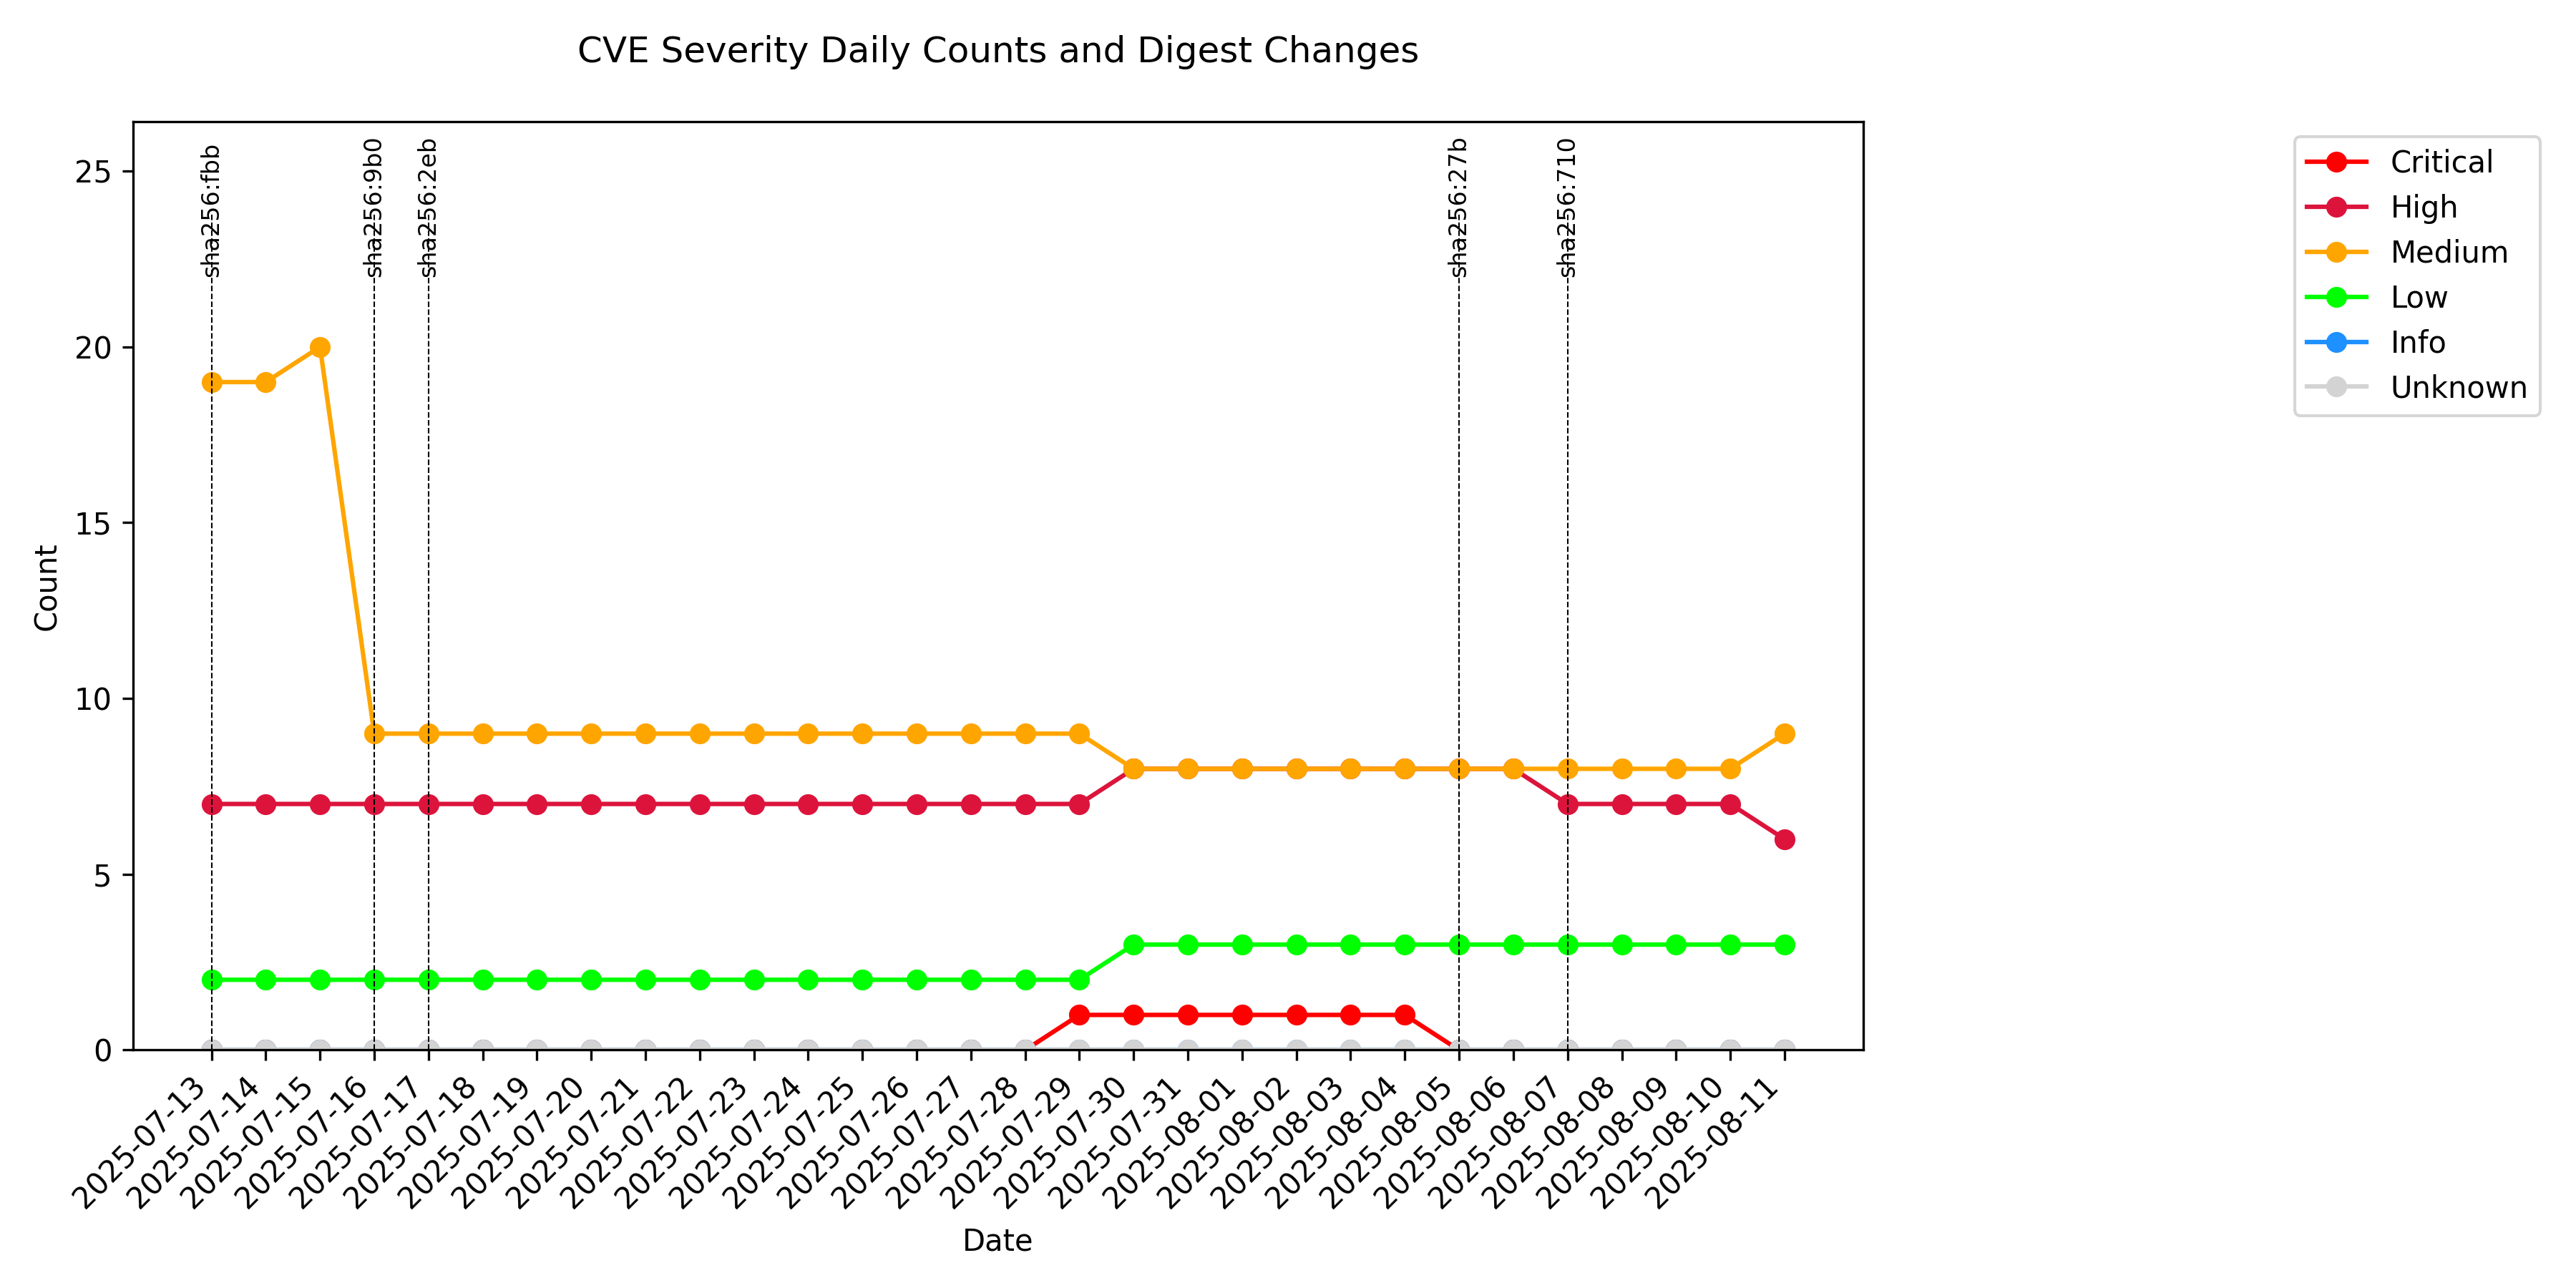 CVE Severity Daily Counts and Digest Changes
25
20
15
10
5
0
Count
sha256:fbb
sha256:9b0
sha256:2eb
sha256:27b
sha256:710
Critical
High
Medium
Low
Info
Unknown
2025-07-13
2025-07-14
2025-07-15
2025-07-16
2025-07-17
2025-07-18
2025-07-19
2025-07-20
2025-07-21
2025-07-22
2025-07-23
2025-07-24
2025-07-25
2025-07-26
2025-07-27
2025-07-28
2025-07-29
2025-07-30
2025-07-31
2025-08-01
2025-08-02
2025-08-03
2025-08-04
2025-08-05
2025-08-06
2025-08-07
2025-08-08
2025-08-09
2025-08-10
2025-08-11
Date